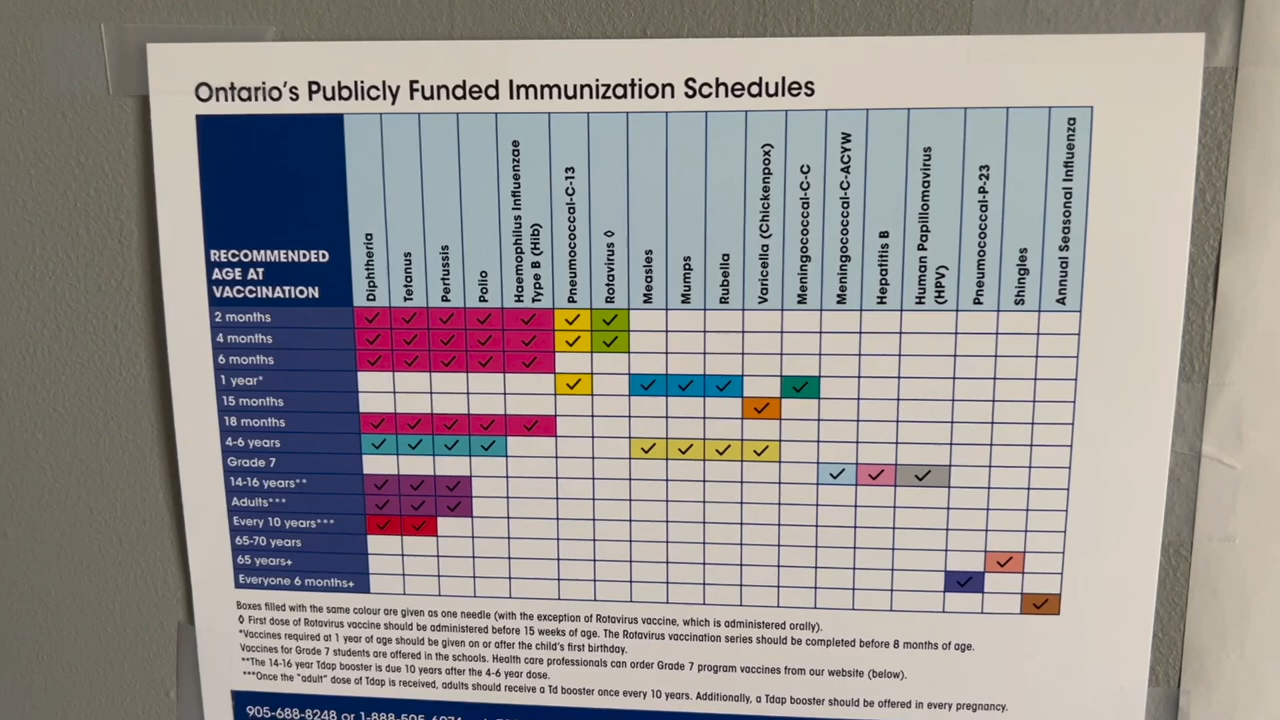 Ontario's Publicly Funded Immunization Schedules
RECOMMENDED
AGE AT
VACCINATION
Diphtheria
Tetanus
Pertussis
Polio
Haemophilus Influenzae
Type B (Hib)
Pneumococcal-C-13
Rotavirus ◊
Measles
Mumps
Rubella
Varicella (Chickenpox)
Meningococcal-C-C
Meningococcal-C-ACYW
Hepatitis B
Human Papillomavirus
(HPV)
Pneumococcal-P-23
Shingles
Annual Seasonal Influenza
2 months
4 months
6 months
1 year*
15 months
18 months
4-6 years
Grade 7
14-16 years**
Adults***
Every 10 years***
65-70 years
65 years+
Everyone 6 months+
Boxes filled with the same colour are given as one needle (with the exception of Rotavirus vaccine, which is administered orally).
◊ First dose of Rotavirus vaccine should be administered before 15 weeks of age. The Rotavirus vaccination series should be completed before 8 months of age.
*Vaccines required at 1 year of age should be given on or after the child's first birthday.
Vaccines for Grade 7 students are offered in the schools. Health care professionals can order Grade 7 program vaccines from our website (below).
**The 14-16 year Tdap booster is due 10 years after the 4-6 year dose.
***Once the "adult" dose of Tdap is received, adults should receive a Td booster once every 10 years. Additionally, a Tdap booster should be offered in every pregnancy.
905-688-8248 or